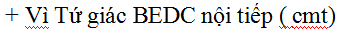 + Vì Tứ giác BEDC nội tiếp ( cmt)